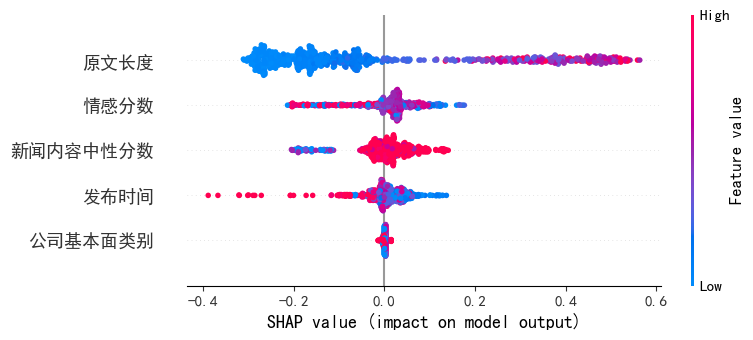 High
原文长度
情感分数
新闻内容中性分数
发布时间
公司基本面类别
Feature value
Low
-0.4 -0.2 0.0 0.2 0.4 0.6
SHAP value (impact on model output)